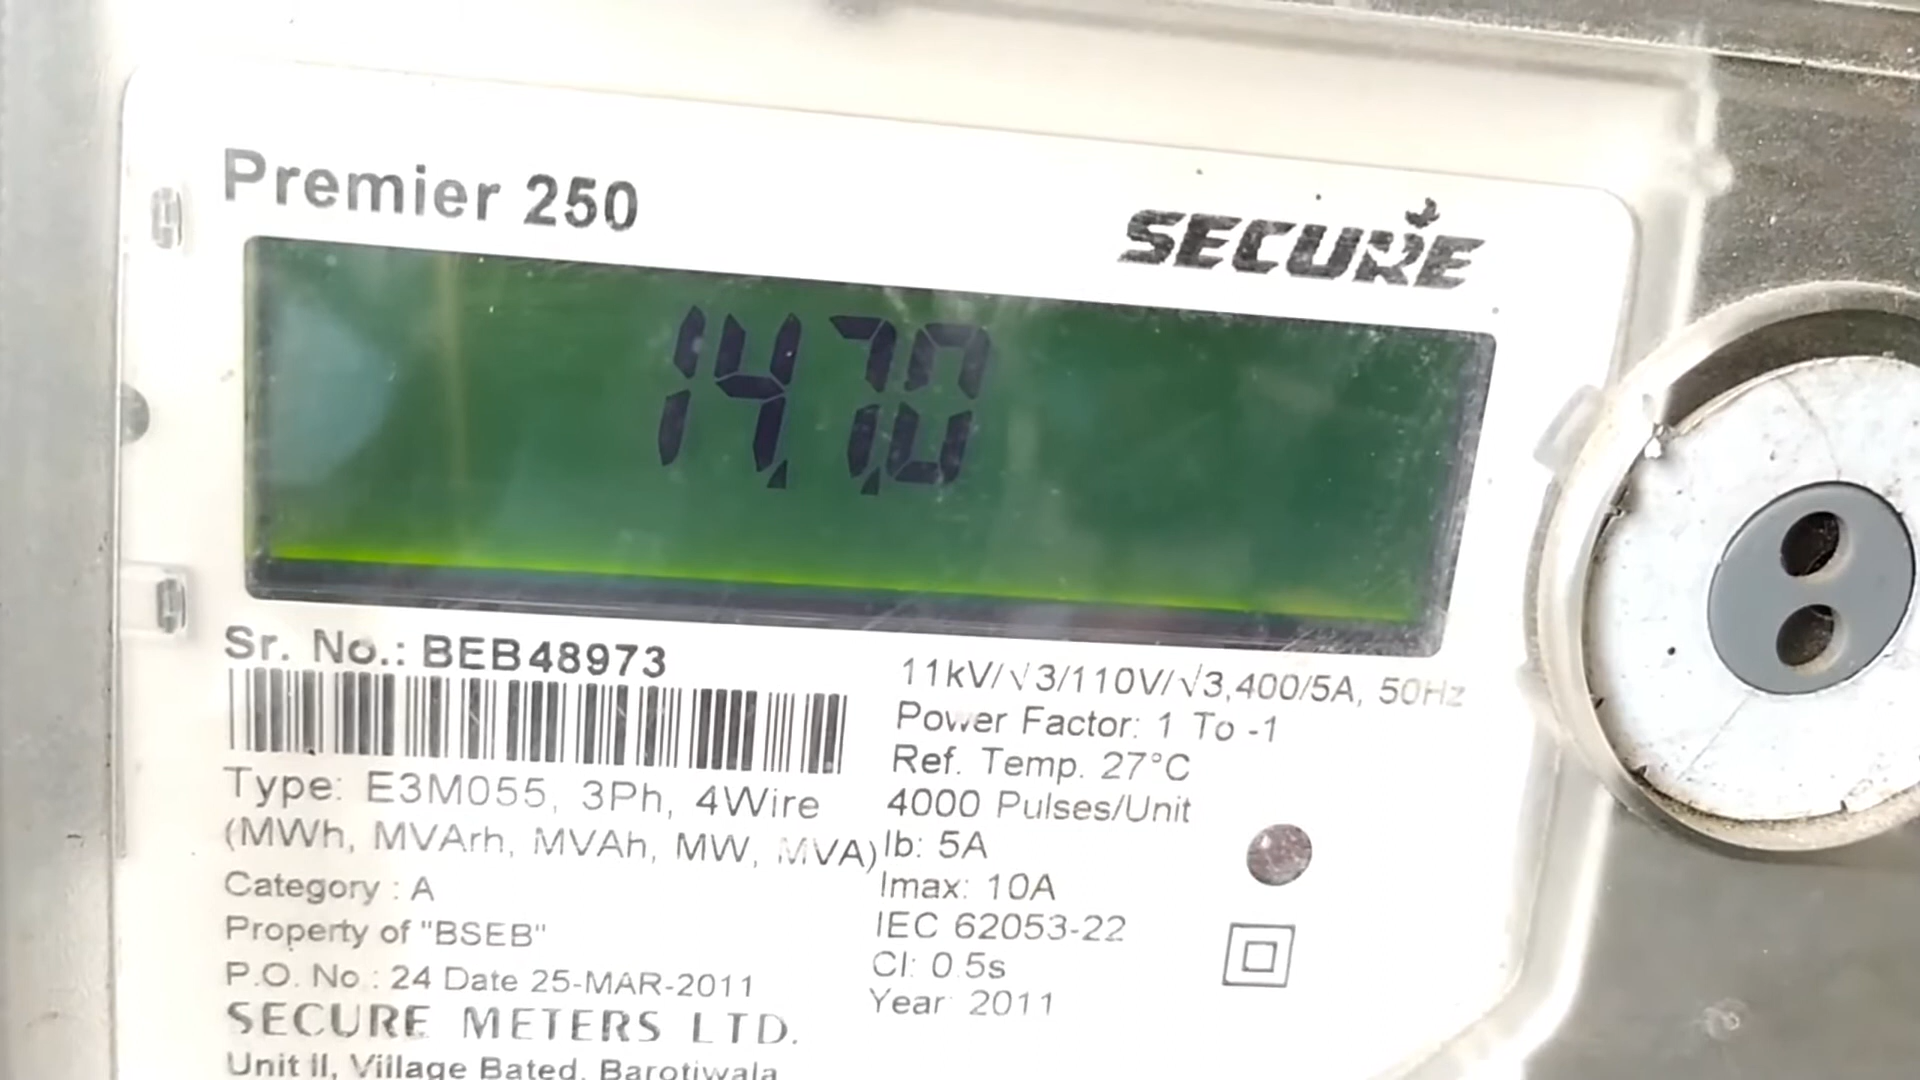 Premier 250
SECURE
14.7.0
Sr. No.: BEB48973
11kV/√3/110V/√3,400/5A, 50Hz
Power Factor: 1 To -1
Ref. Temp. 27°C
4000 Pulses/Unit
Ib: 5A
Imax: 10A
IEC 62053-22
Cl: 0.5s
Year 2011
Type: E3M055, 3Ph, 4Wire
(MWh, MVArh, MVAh, MW, MVA)
Category : A
Property of "BSEB"
P.O. No.: 24 Date 25-MAR-2011
SECURE METERS LTD.
Unit II, Village Bated, Barotiwala